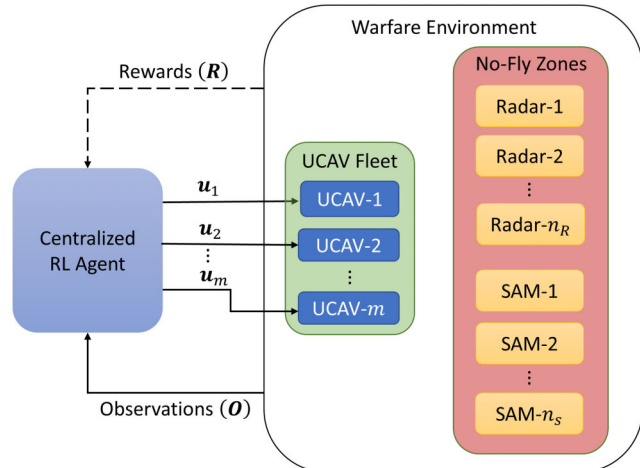 Warfare Environment
Rewards (R)
No-Fly Zones
Radar-1
Radar-2
⋮
Radar-n_R
SAM-1
SAM-2
⋮
SAM-n_s
UCAV Fleet
UCAV-1
UCAV-2
⋮
UCAV-m
Centralized
RL Agent
u_1
u_2
⋮
u_m
Observations (O)